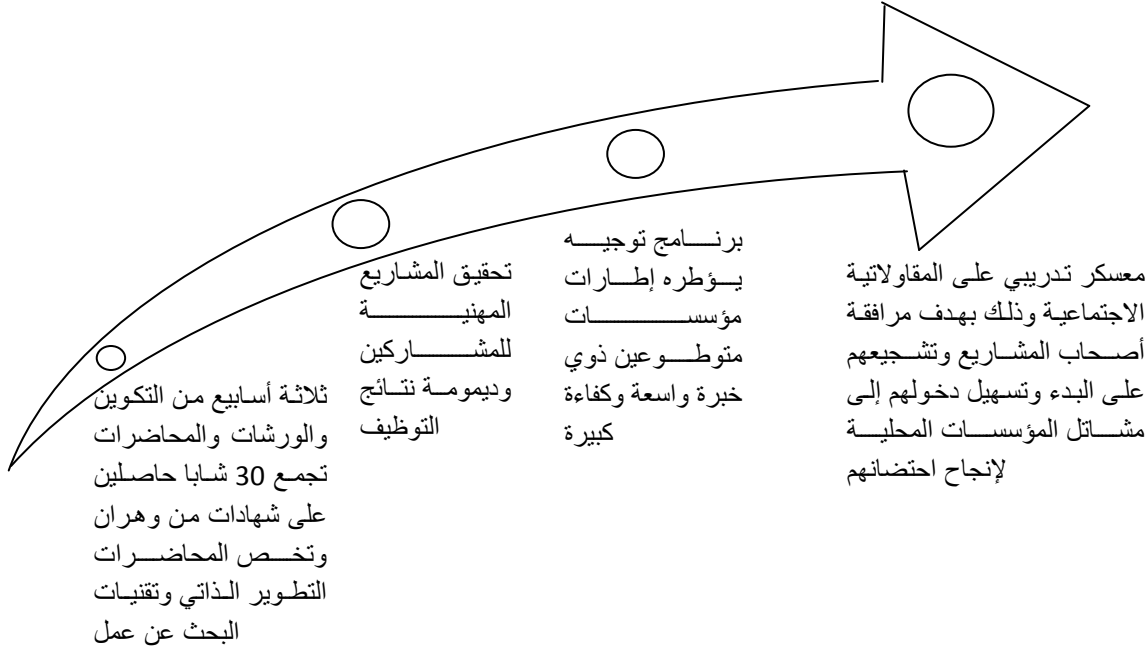 ثلاثة أسابيع من التكوين
والورشات والمحاضرات
تجمع 30 شابا حاصلين
على شهادات من وهران
وتخص المحاضرات
التطوير الذاتي وتقنيات
البحث عن عمل
تحقيق المشاريع
المهنية
للمشاركين
وديمومة نتائج
التوظيف
برنامج توجيه
يؤطره إطارات
مؤسسات
متوطوعين ذوي
خبرة واسعة وكفاءة
كبيرة
معسكر تدريبي على المقاولاتية
الاجتماعية وذلك بهدف مرافقة
أصحاب المشاريع وتشجيعهم
على البدء وتسهيل دخولهم إلى
مشاتل المؤسسات المحلية
لإنجاح احتضانهم